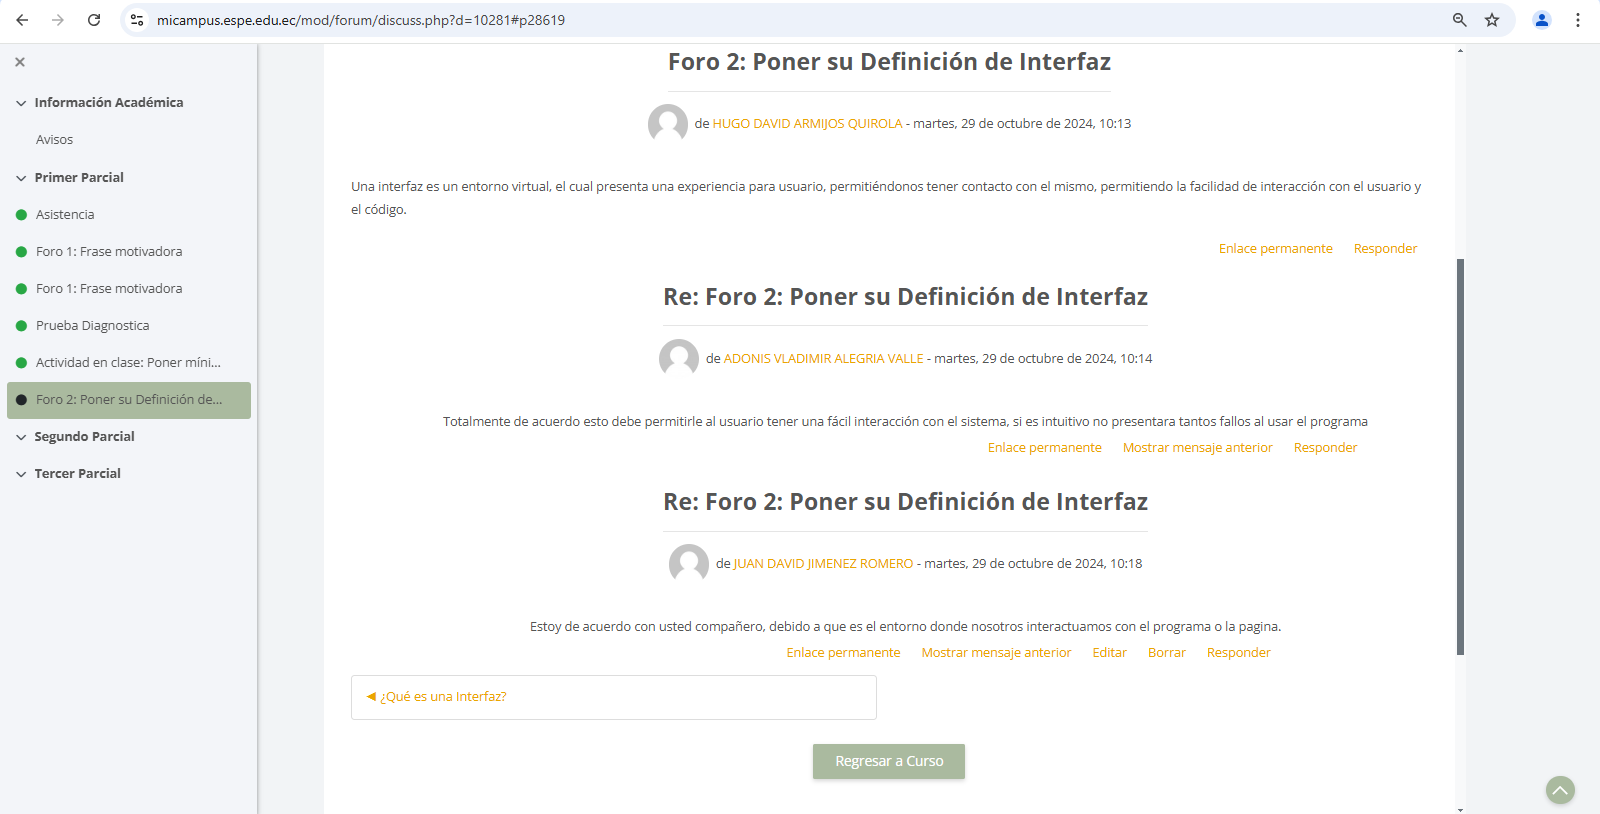 micampus.espe.edu.ec/mod/forum/discuss.php?d=10281#p28619
Información Académica
Avisos
Primer Parcial
Asistencia
Foro 1: Frase motivadora
Foro 1: Frase motivadora
Prueba Diagnostica
Actividad en clase: Poner míni...
Foro 2: Poner su Definición de...
Segundo Parcial
Tercer Parcial
Foro 2: Poner su Definición de Interfaz
de HUGO DAVID ARMIJOS QUIROLA - martes, 29 de octubre de 2024, 10:13
Una interfaz es un entorno virtual, el cual presenta una experiencia para usuario, permitiéndonos tener contacto con el mismo, permitiendo la facilidad de interacción con el usuario y
el código.
Enlace permanente Responder
Re: Foro 2: Poner su Definición de Interfaz
de ADONIS VLADIMIR ALEGRIA VALLE - martes, 29 de octubre de 2024, 10:14
Totalmente de acuerdo esto debe permitirle al usuario tener una fácil interacción con el sistema, si es intuitivo no presentara tantos fallos al usar el programa
Enlace permanente Mostrar mensaje anterior Responder
Re: Foro 2: Poner su Definición de Interfaz
de JUAN DAVID JIMENEZ ROMERO - martes, 29 de octubre de 2024, 10:18
Estoy de acuerdo con usted compañero, debido a que es el entorno donde nosotros interactuamos con el programa o la pagina.
Enlace permanente Mostrar mensaje anterior Editar Borrar Responder
◄ ¿Qué es una Interfaz?
Regresar a Curso